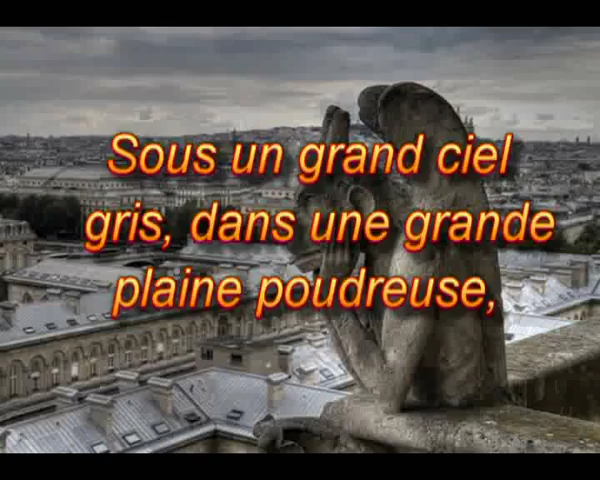 Sous un grand ciel
gris, dans une grande
plaine poudreuse,